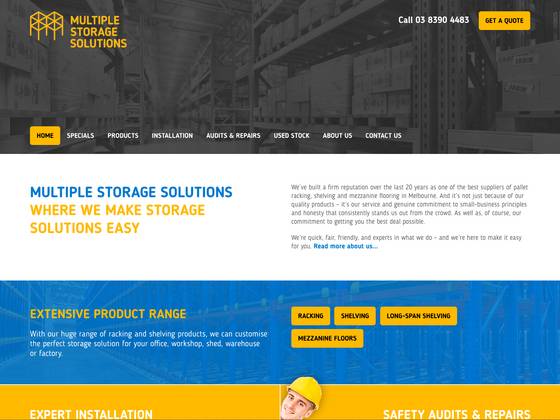 MULTIPLE
STORAGE
SOLUTIONS
Call 03 8390 4483
GET A QUOTE
HOME
SPECIALS
PRODUCTS
INSTALLATION
AUDITS & REPAIRS
USED STOCK
ABOUT US
CONTACT US
MULTIPLE STORAGE SOLUTIONS
WHERE WE MAKE STORAGE
SOLUTIONS EASY
We've built a firm reputation over the last 20 years as one of the best suppliers of pallet
racking, shelving and mezzanine flooring in Melbourne. And it's not just because of our
quality products – it's our service and genuine commitment to small-business principles
and honesty that consistently stands us out from the crowd. As well as, of course, our
commitment to getting you the best deal possible.
We're quick, fair, friendly, and experts in what we do – and we're here to make it easy
for you. Read more about us...
EXTENSIVE PRODUCT RANGE
With our huge range of racking and shelving products, we can customise
the perfect storage solution for your office, workshop, shed, warehouse
or factory.
RACKING
SHELVING
LONG-SPAN SHELVING
MEZZANINE FLOORS
EXPERT INSTALLATION
SAFETY AUDITS & REPAIRS